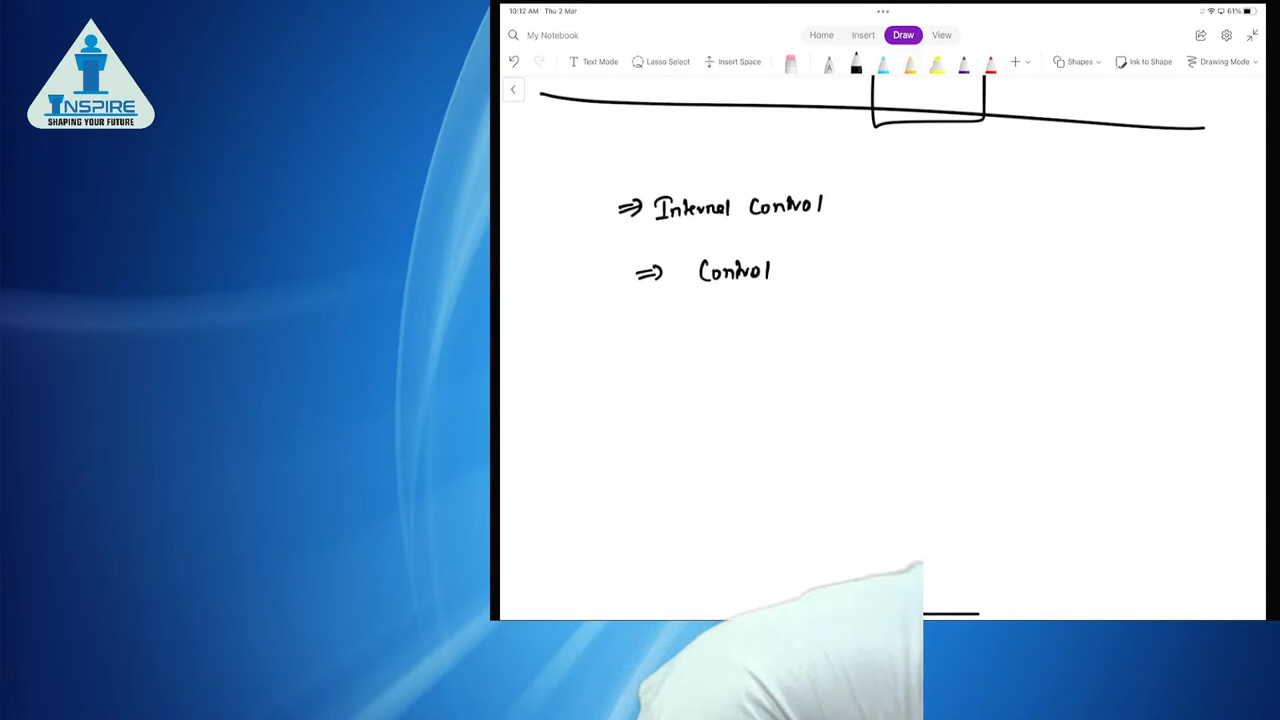 INSPIRE
SHAPING YOUR FUTURE
10:12 AM Thu 2 Mar
61%
My Notebook
Home Insert Draw View
Text Mode Lasso Select Insert Space Shapes Ink to Shape Drawing Mode
⇒ Internal Control
⇒ Control